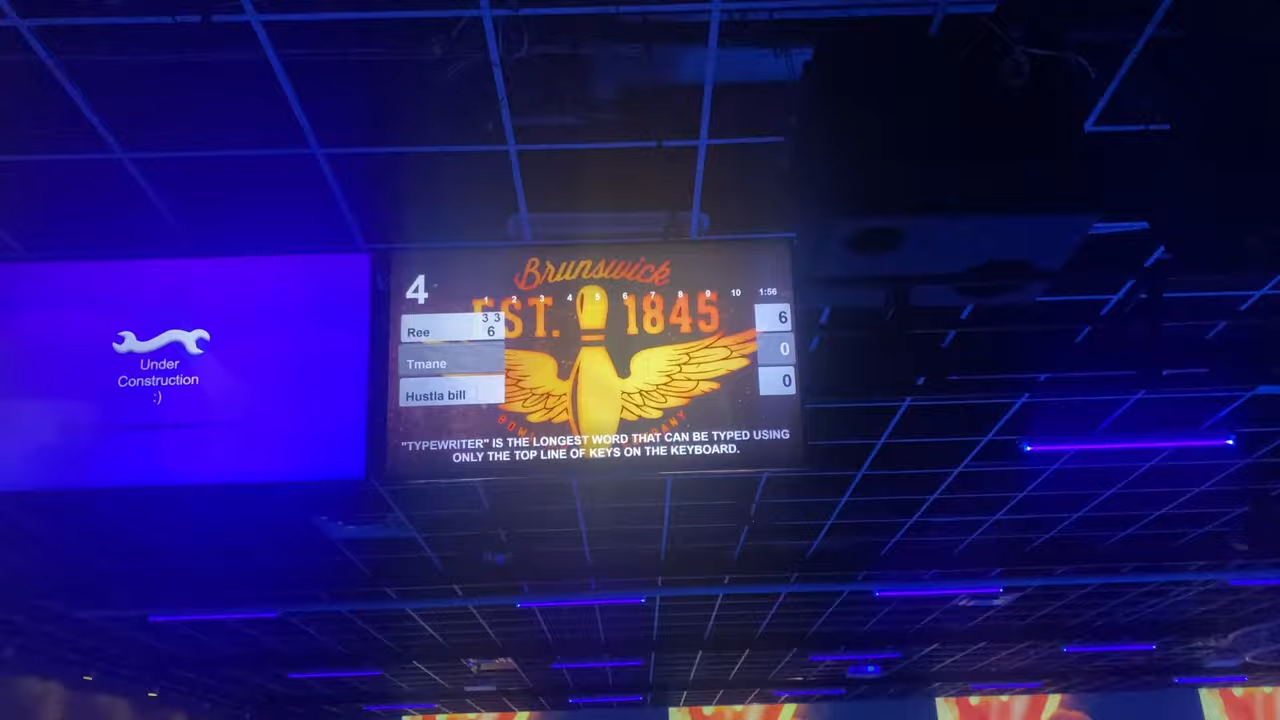 Under
Construction
:)
Brunswick
EST. 1845
4
1 2 3 4 5 6 7 8 9 10 1:56
3 3
Ree 6 6
Tmane 0
Hustla bill 0
"TYPEWRITER" IS THE LONGEST WORD THAT CAN BE TYPED USING
ONLY THE TOP LINE OF KEYS ON THE KEYBOARD.